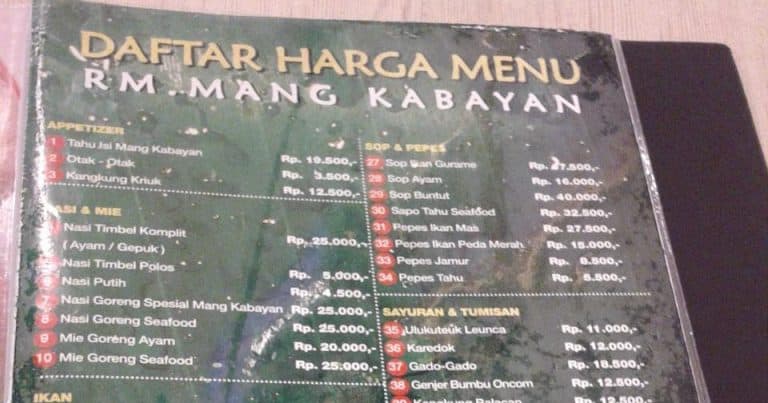 DAFTAR HARGA MENU
RM. MANG KABAYAN
APPETIZER
1 Tahu Isi Mang Kabayan Rp. 19.500,-
2 Otak - Otak Rp. 3.500,-
3 Kangkung Kriuk Rp. 12.500,-
NASI & MIE
Nasi Timbel Komplit
( Ayam / Gepuk ) Rp. 25.000,-
Nasi Timbel Polos Rp. 5.000,-
Nasi Putih Rp. 4.500,-
7 Nasi Goreng Spesial Mang Kabayan Rp. 25.000,-
8 Nasi Goreng Seafood Rp. 25.000,-
9 Mie Goreng Ayam Rp. 20.000,-
10 Mie Goreng Seafood Rp. 25.000,-
IKAN
SOP & PEPES
27 Sop Ikan Gurame Rp. 7.500,-
28 Sop Ayam Rp. 16.000,-
29 Sop Buntut Rp. 40.000,-
30 Sapo Tahu Seafood Rp. 32.500,-
31 Pepes Ikan Mas Rp. 27.500,-
32 Pepes Ikan Peda Merah Rp. 15.000,-
33 Pepes Jamur Rp. 8.800,-
34 Pepes Tahu Rp. 8.800,-
SAYURAN & TUMISAN
35 Ulukuteuk Leunca Rp. 11.000,-
36 Karedok Rp. 12.000,-
37 Gado-Gado Rp. 18.500,-
38 Genjer Bumbu Oncom Rp. 12.500,-
39 Kangkung Balacan Rp. 12.500,-